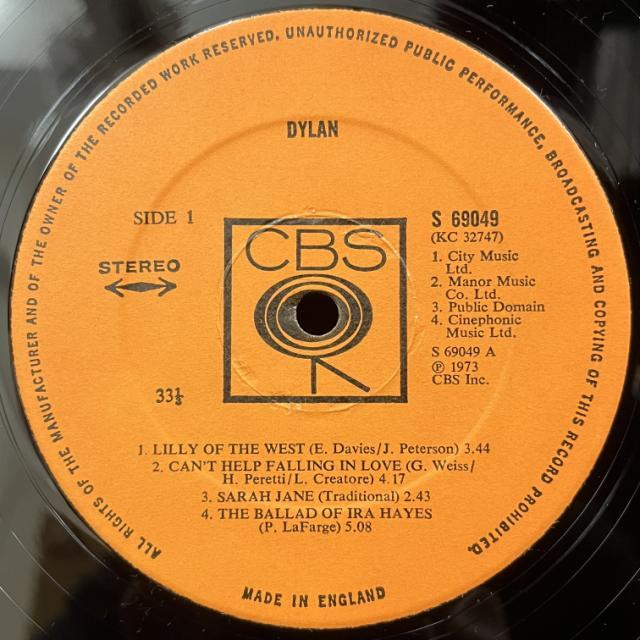 ALL RIGHTS OF THE MANUFACTURER AND OF THE OWNER OF THE RECORDED WORK RESERVED. UNAUTHORIZED PUBLIC PERFORMANCE, BROADCASTING AND COPYING OF THIS RECORD PROHIBITED.
DYLAN
SIDE 1
STEREO
33⅓
CBS
S 69049
(KC 32747)
1. City Music
Ltd.
2. Manor Music
Co. Ltd.
3. Public Domain
4. Cinephonic
Music Ltd.
S 69049 A
℗ 1973
CBS Inc.
1. LILLY OF THE WEST (E. Davies/J. Peterson) 3.44
2. CAN'T HELP FALLING IN LOVE (G. Weiss/
H. Peretti/L. Creatore) 4.17
3. SARAH JANE (Traditional) 2.43
4. THE BALLAD OF IRA HAYES
(P. LaFarge) 5.08
MADE IN ENGLAND